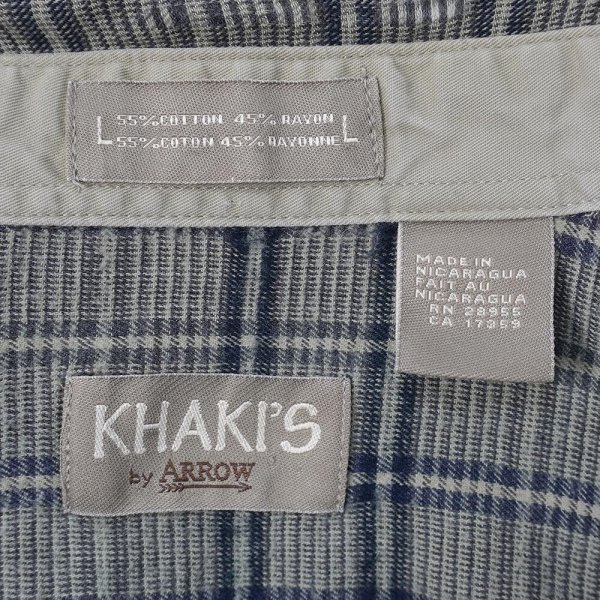 L 55% COTTON 45% RAYON L
55% COTON 45% RAYONNE
MADE IN
NICARAGUA
FAIT AU
NICARAGUA
RN 28955
CA 17359
KHAKI'S
by ARROW